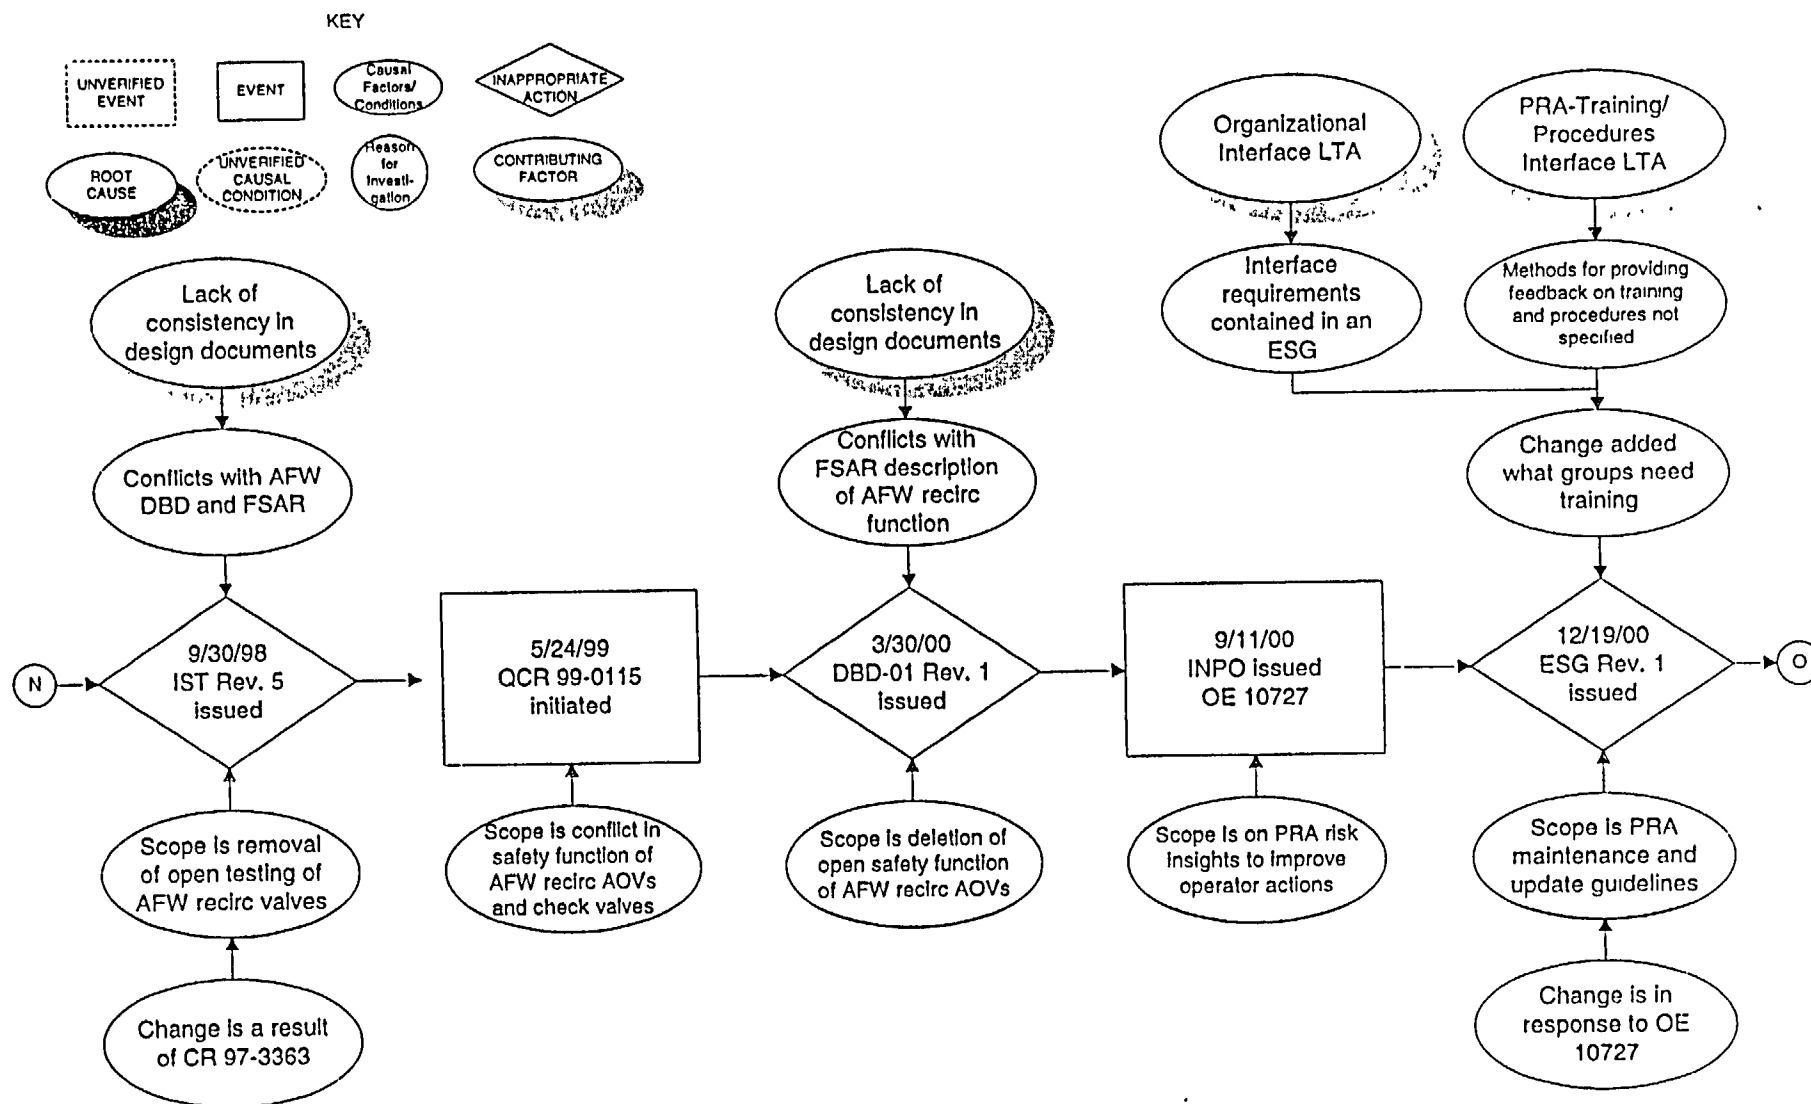 KEY
UNVERIFIED
EVENT
EVENT
Causal
Factors/
Conditions
INAPPROPRIATE
ACTION
ROOT
CAUSE
UNVERIFIED
CAUSAL
CONDITION
Reason
for
Investi-
gation
CONTRIBUTING
FACTOR
Organizational
Interface LTA
PRA-Training/
Procedures
Interface LTA
Lack of
consistency in
design documents
Lack of
consistency in
design documents
Interface
requirements
contained in an
ESG
Methods for providing
feedback on training
and procedures not
specified
Conflicts with AFW
DBD and FSAR
Conflicts with
FSAR description
of AFW recirc
function
Change added
what groups need
training
N
9/30/98
IST Rev. 5
issued
5/24/99
QCR 99-0115
initiated
3/30/00
DBD-01 Rev. 1
issued
9/11/00
INPO issued
OE 10727
12/19/00
ESG Rev. 1
issued
O
Scope is removal
of open testing of
AFW recirc valves
Scope is conflict in
safety function of
AFW recirc AOVs
and check valves
Scope is deletion of
open safety function
of AFW recirc AOVs
Scope is on PRA risk
insights to improve
operator actions
Scope is PRA
maintenance and
update guidelines
Change is a result
of CR 97-3363
Change is in
response to OE
10727